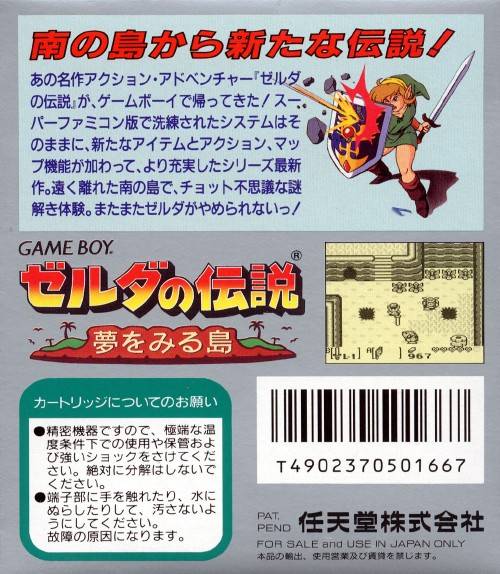 南の島から新たな伝説!
あの名作アクション・アドベンチャー『ゼルダ
の伝説』が、ゲームボーイで帰ってきた!スー
パーファミコン版で洗練されたシステムはそ
のままに、新たなアイテムとアクション、マッ
プ機能が加わって、より充実したシリーズ最新
作。遠く離れた南の島で、チョット不思議な謎
解き体験。またまたゼルダがやめられないっ!
GAME BOY®
ゼルダの伝説®
夢をみる島
967
カートリッジについてのお願い
●精密機器ですので、極端な温
度条件下での使用や保管およ
び強いショックをさけてくだ
さい。絶対に分解はしないで
ください。
●端子部に手を触れたり、水に
ぬらしたりして、汚さないよ
うにしてください。
故障の原因になります。
T4902370501667
PAT.
PEND 任天堂株式会社
FOR SALE and USE IN JAPAN ONLY
本品の輸出、使用営業及び賃貸を禁じます。